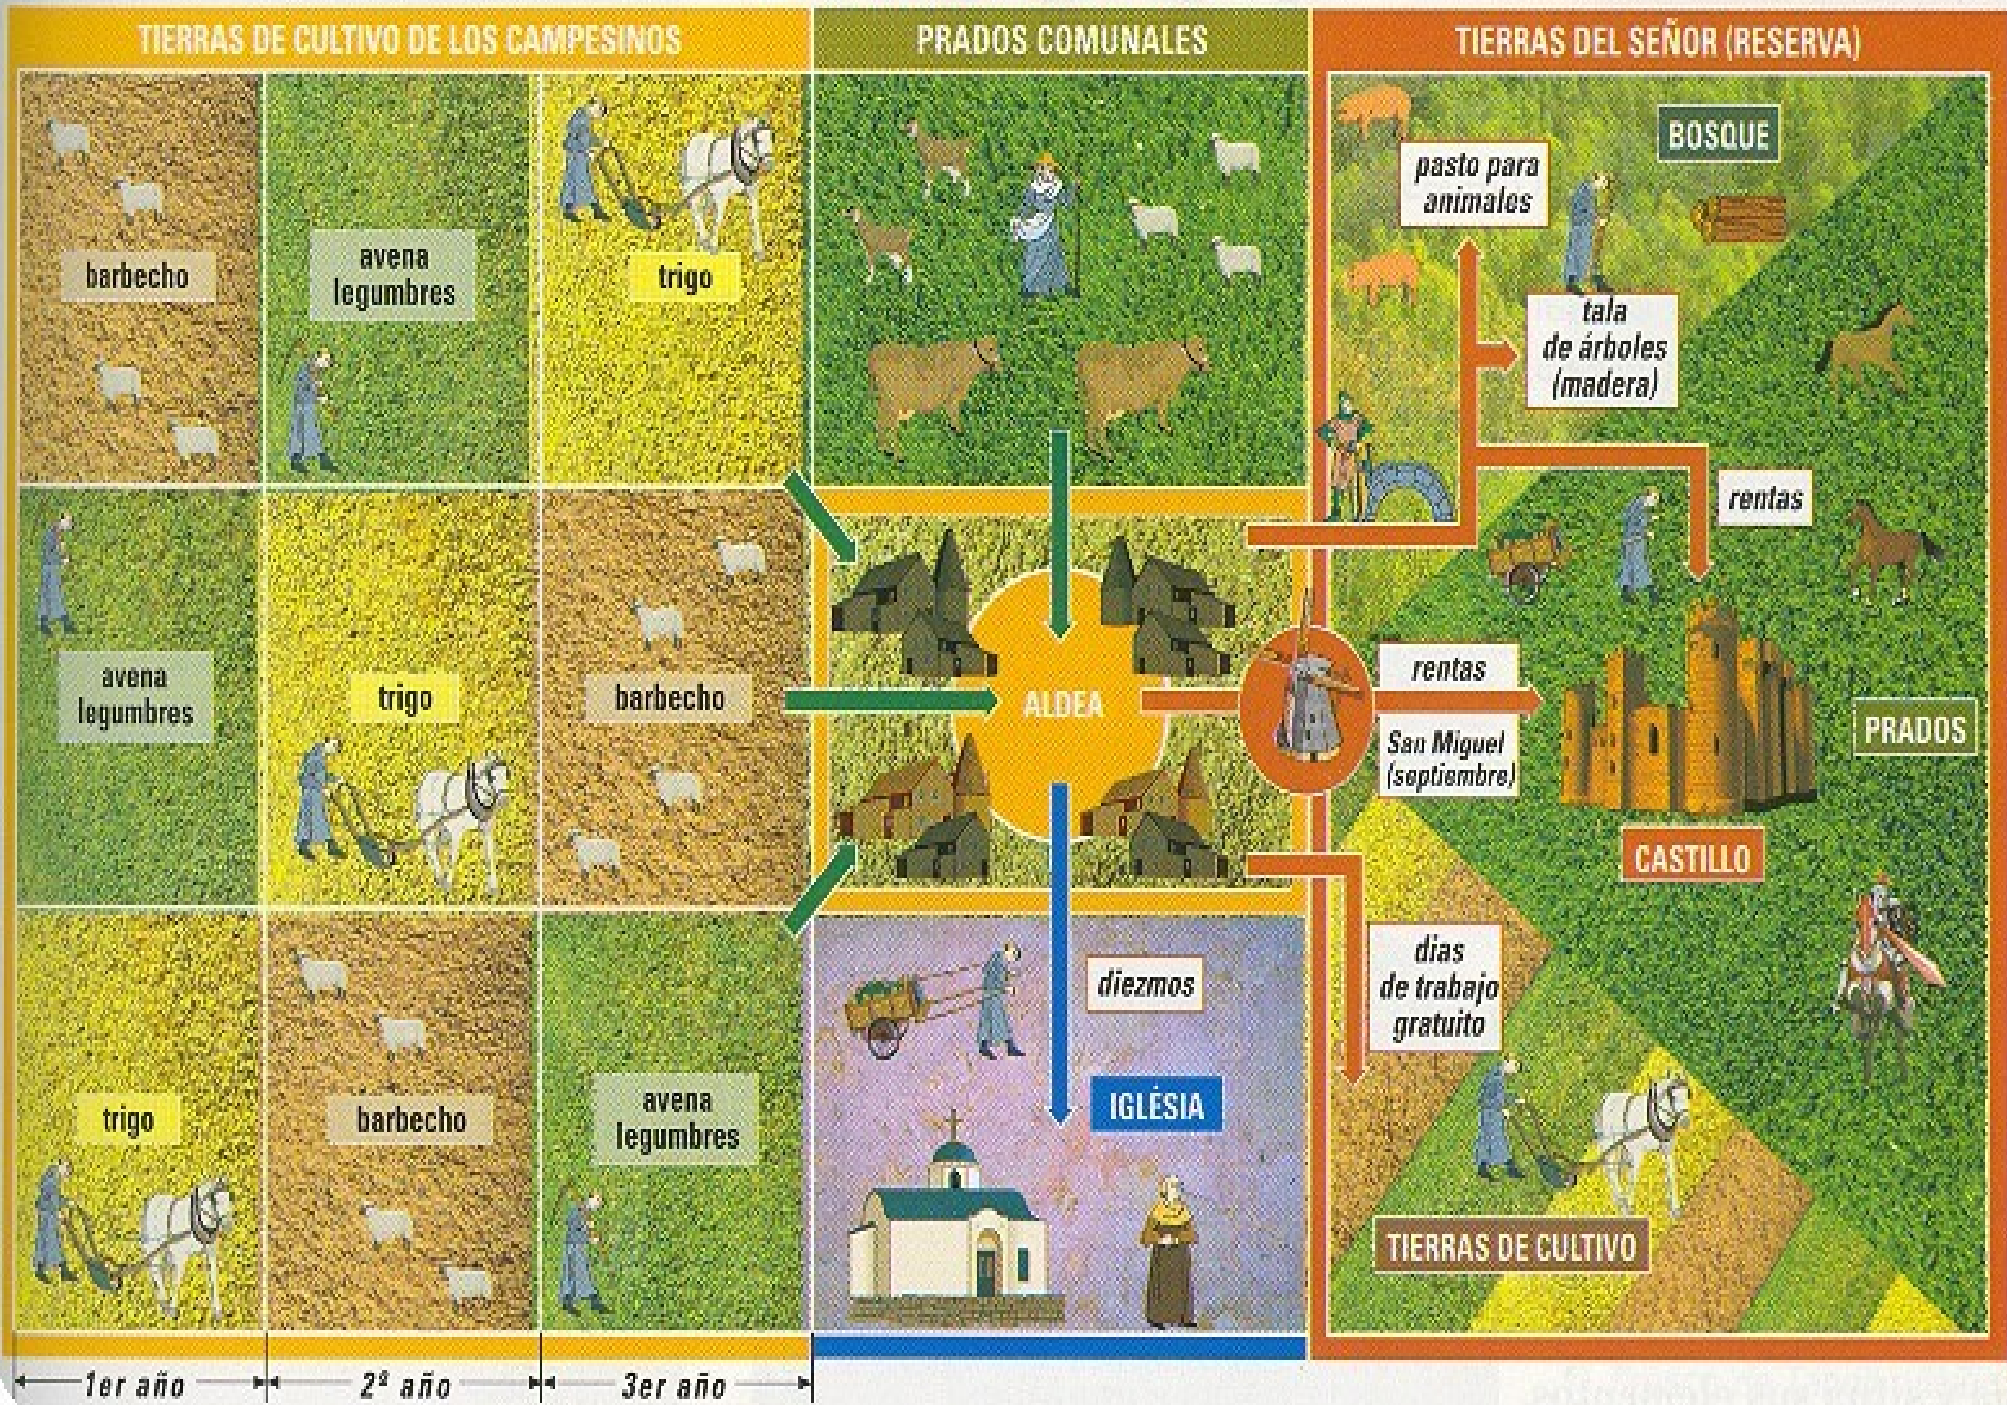 TIERRAS DE CULTIVO DE LOS CAMPESINOS
PRADOS COMUNALES
TIERRAS DEL SEÑOR (RESERVA)
barbecho
avena
legumbres
trigo
avena
legumbres
trigo
barbecho
trigo
barbecho
avena
legumbres
1er año
2º año
3er año
ALDEA
diezmos
IGLÉSIA
BOSQUE
pasto para
animales
tala
de árboles
(madera)
rentas
rentas
San Miguel
(septiembre)
PRADOS
CASTILLO
dias
de trabajo
gratuito
TIERRAS DE CULTIVO